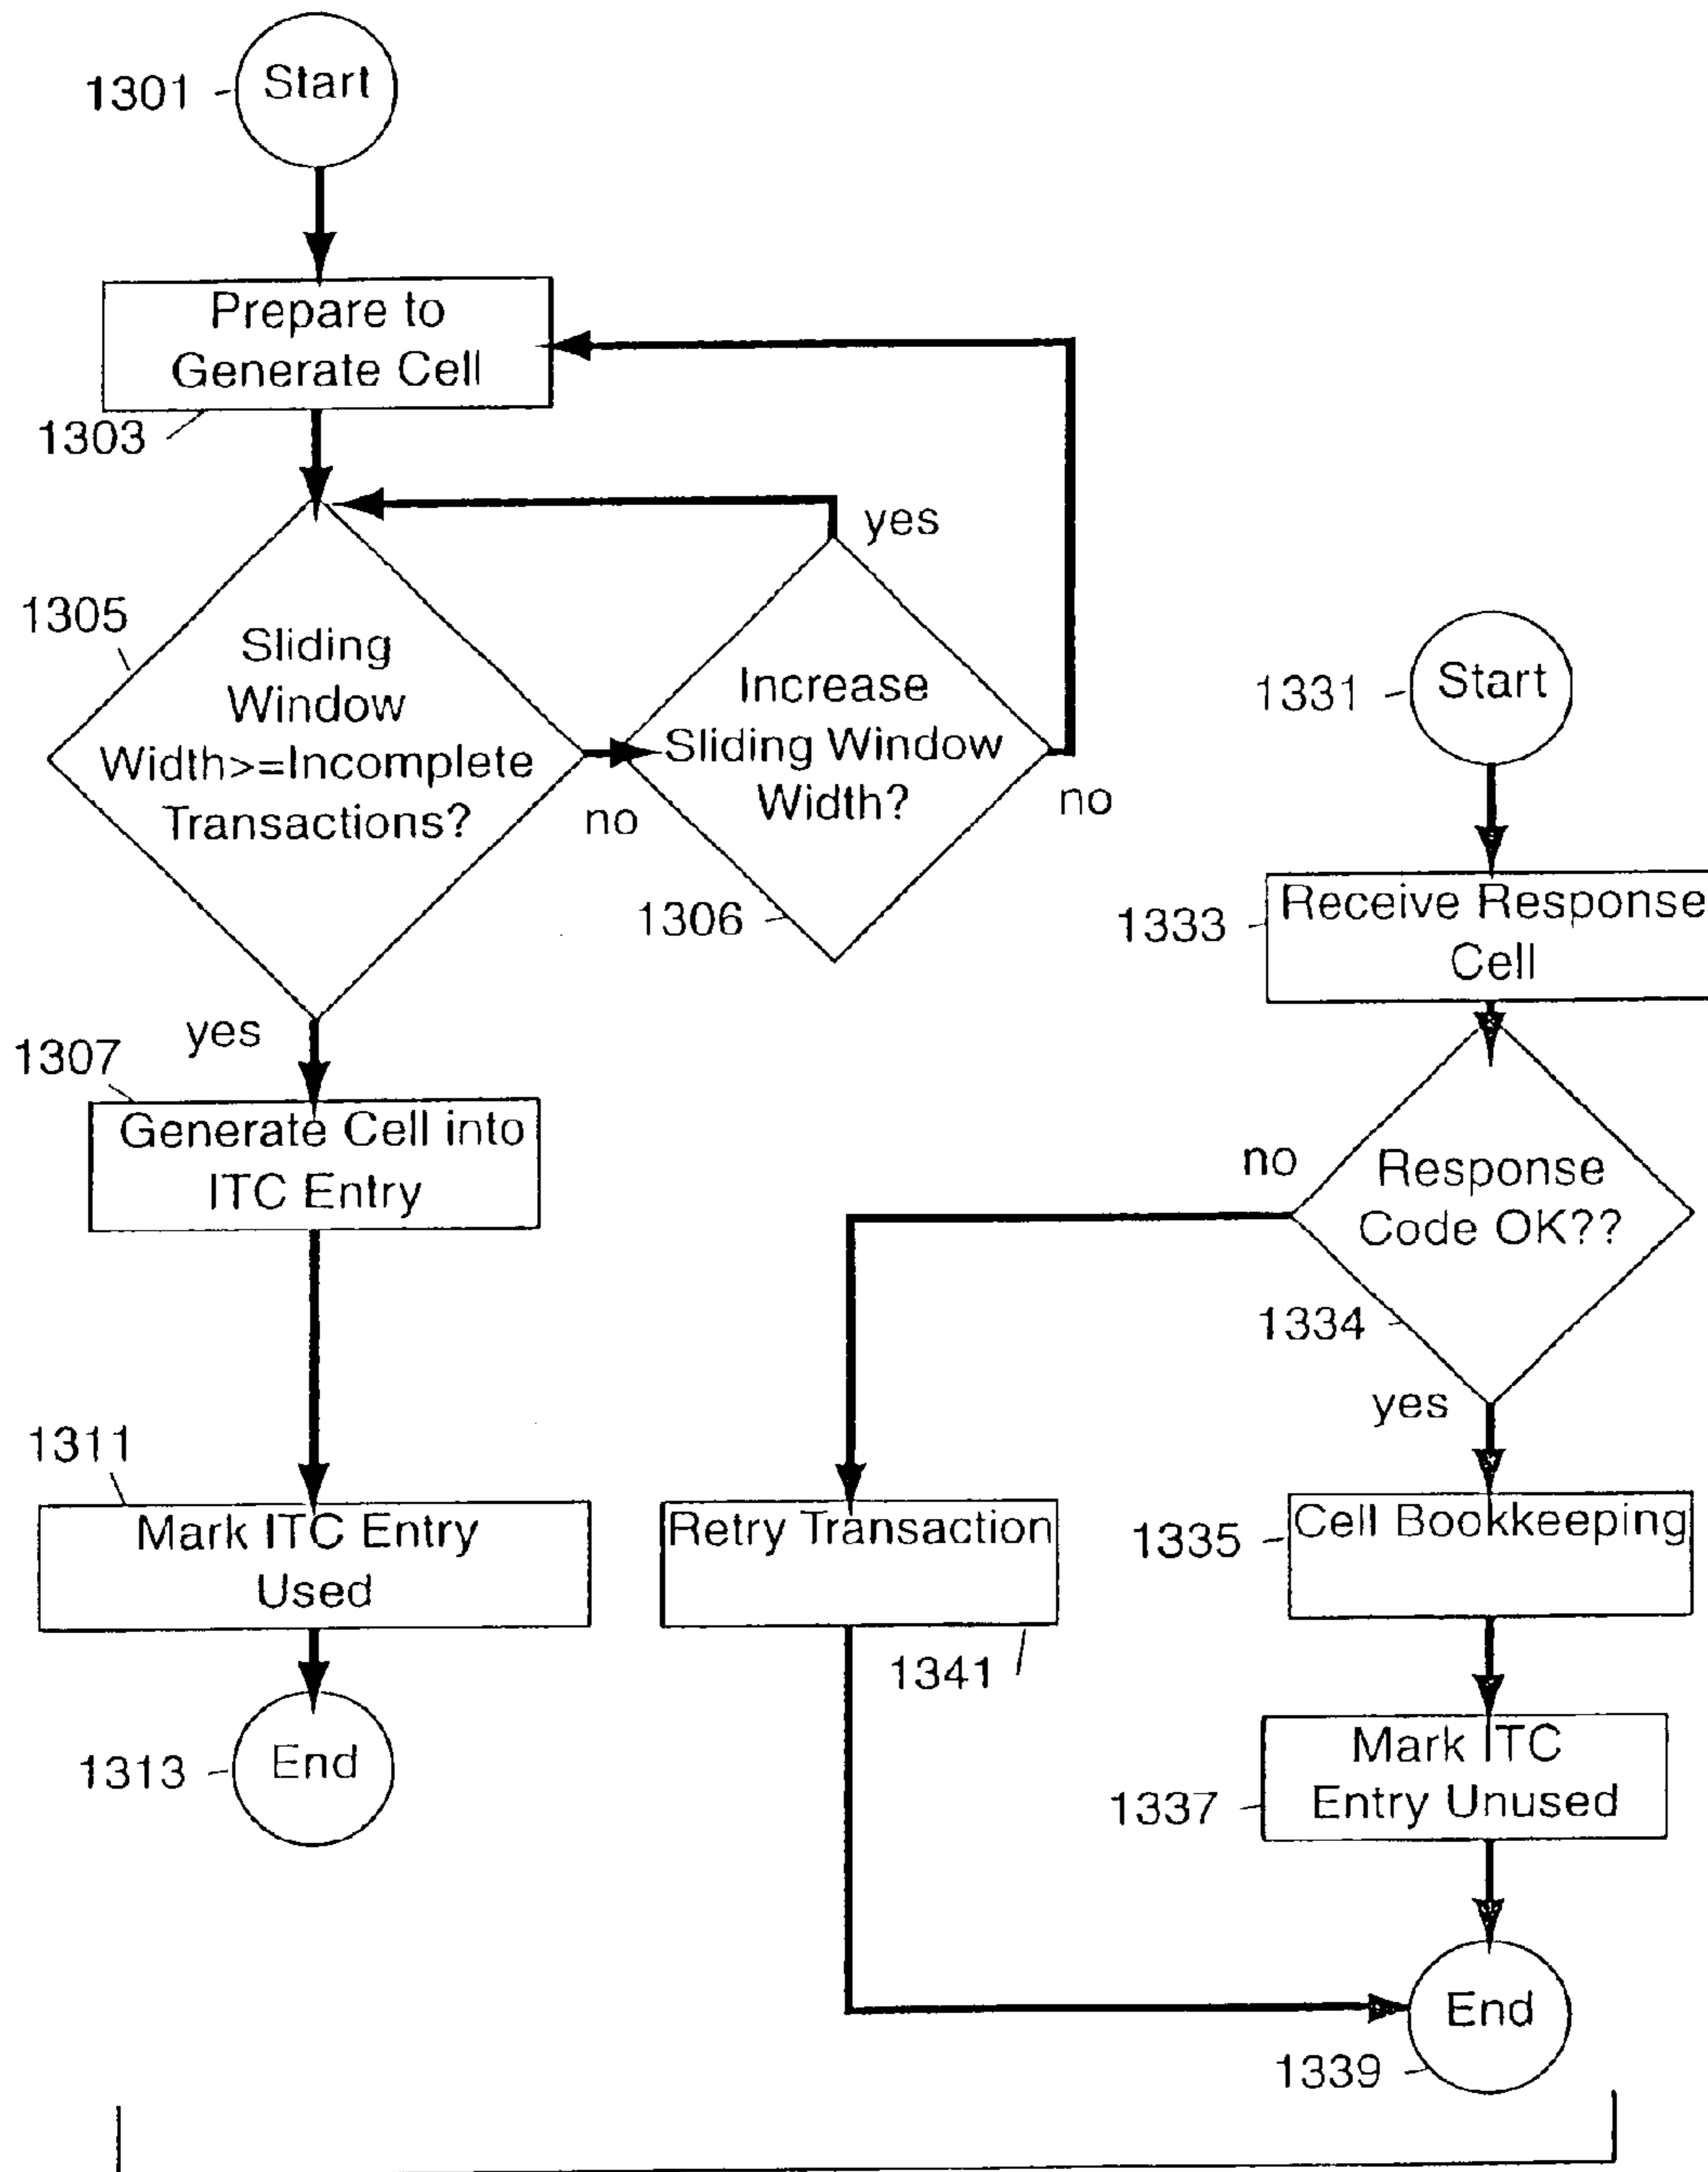 1301
Start
Prepare to
Generate Cell
1303
yes
1305
Sliding
Window
Width>=Incomplete
Transactions?
no
Increase
Sliding Window
Width?
no
1306
yes
1307
Generate Cell into
ITC Entry
1311
Mark ITC Entry
Used
1313
End
1331
Start
1333
Receive Response
Cell
no
Response
Code OK??
1334
yes
Retry Transaction
1341
1335
Cell Bookkeeping
1337
Mark ITC
Entry Unused
End
1339